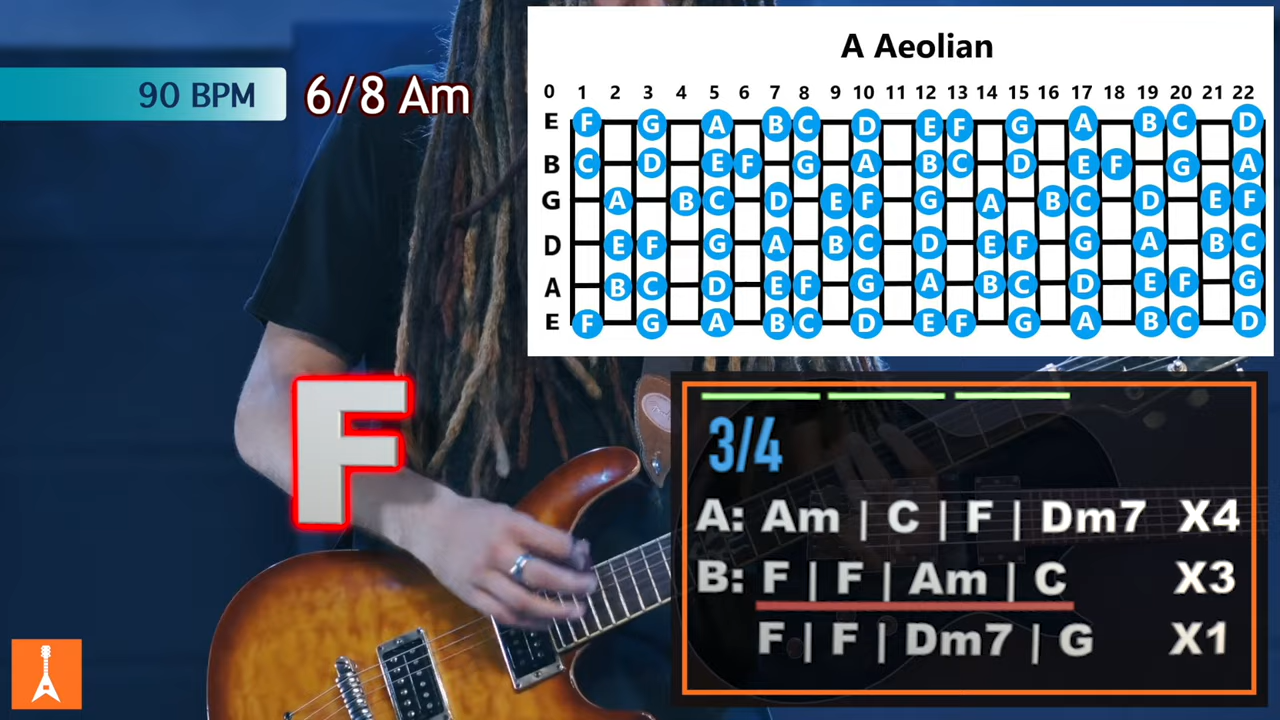 90 BPM 6/8 Am
A Aeolian
0 1 2 3 4 5 6 7 8 9 10 11 12 13 14 15 16 17 18 19 20 21 22
E F G A B C D E F G A B C D
B C D E F G A B C D E F G A
G A B C D E F G A B C D E F
D E F G A B C D E F G A B C
A B C D E F G A B C D E F G
E F G A B C D E F G A B C D
F
3/4
A: Am | C | F | Dm7 X4
B: F | F | Am | C X3
F | F | Dm7 | G X1